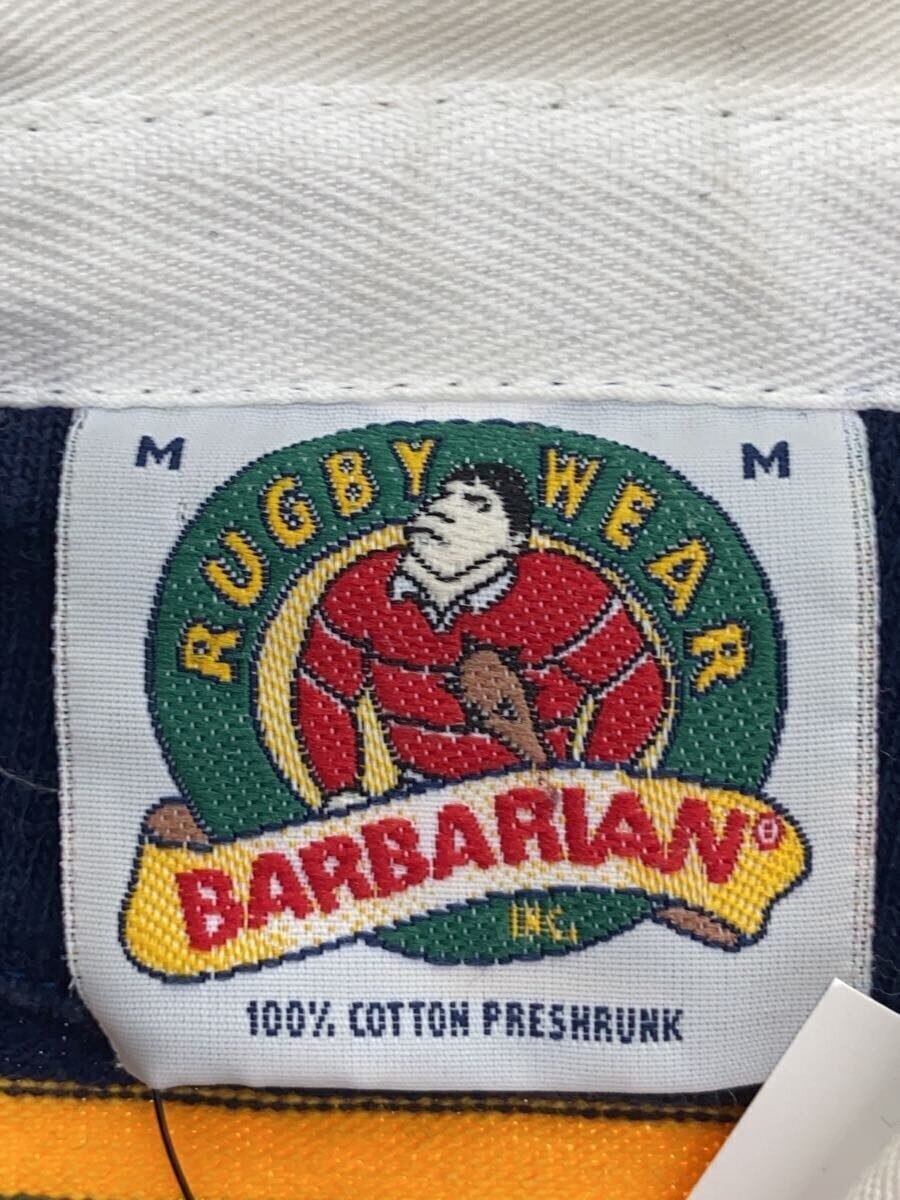 M M
RUGBY WEAR
BARBARIAN®
INC.
100% COTTON PRESHRUNK